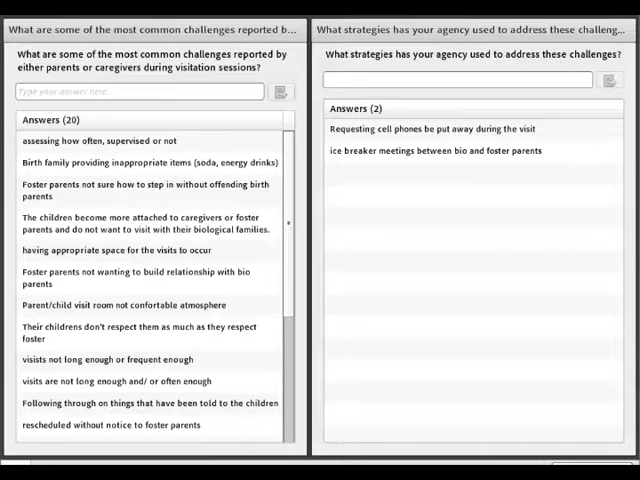 What are some of the most common challenges reported b...
What are some of the most common challenges reported by
either parents or caregivers during visitation sessions?
Type your answer here...
Answers (20)
assessing how often, supervised or not
Birth family providing inappropriate items (soda, energy drinks)
Foster parents not sure how to step in without offending birth
parents
The children become more attached to caregivers or foster
parents and do not want to visit with their biological families.
having appropriate space for the visits to occur
Foster parents not wanting to build relationship with bio
parents
Parent/child visit room not confortable atmosphere
Their childrens don't respect them as much as they respect
foster
visists not long enough or frequent enough
visits are not long enough and/ or often enough
Following through on things that have been told to the children
rescheduled without notice to foster parents
What strategies has your agency used to address these challeng...
What strategies has your agency used to address these challenges?
Answers (2)
Requesting cell phones be put away during the visit
ice breaker meetings between bio and foster parents